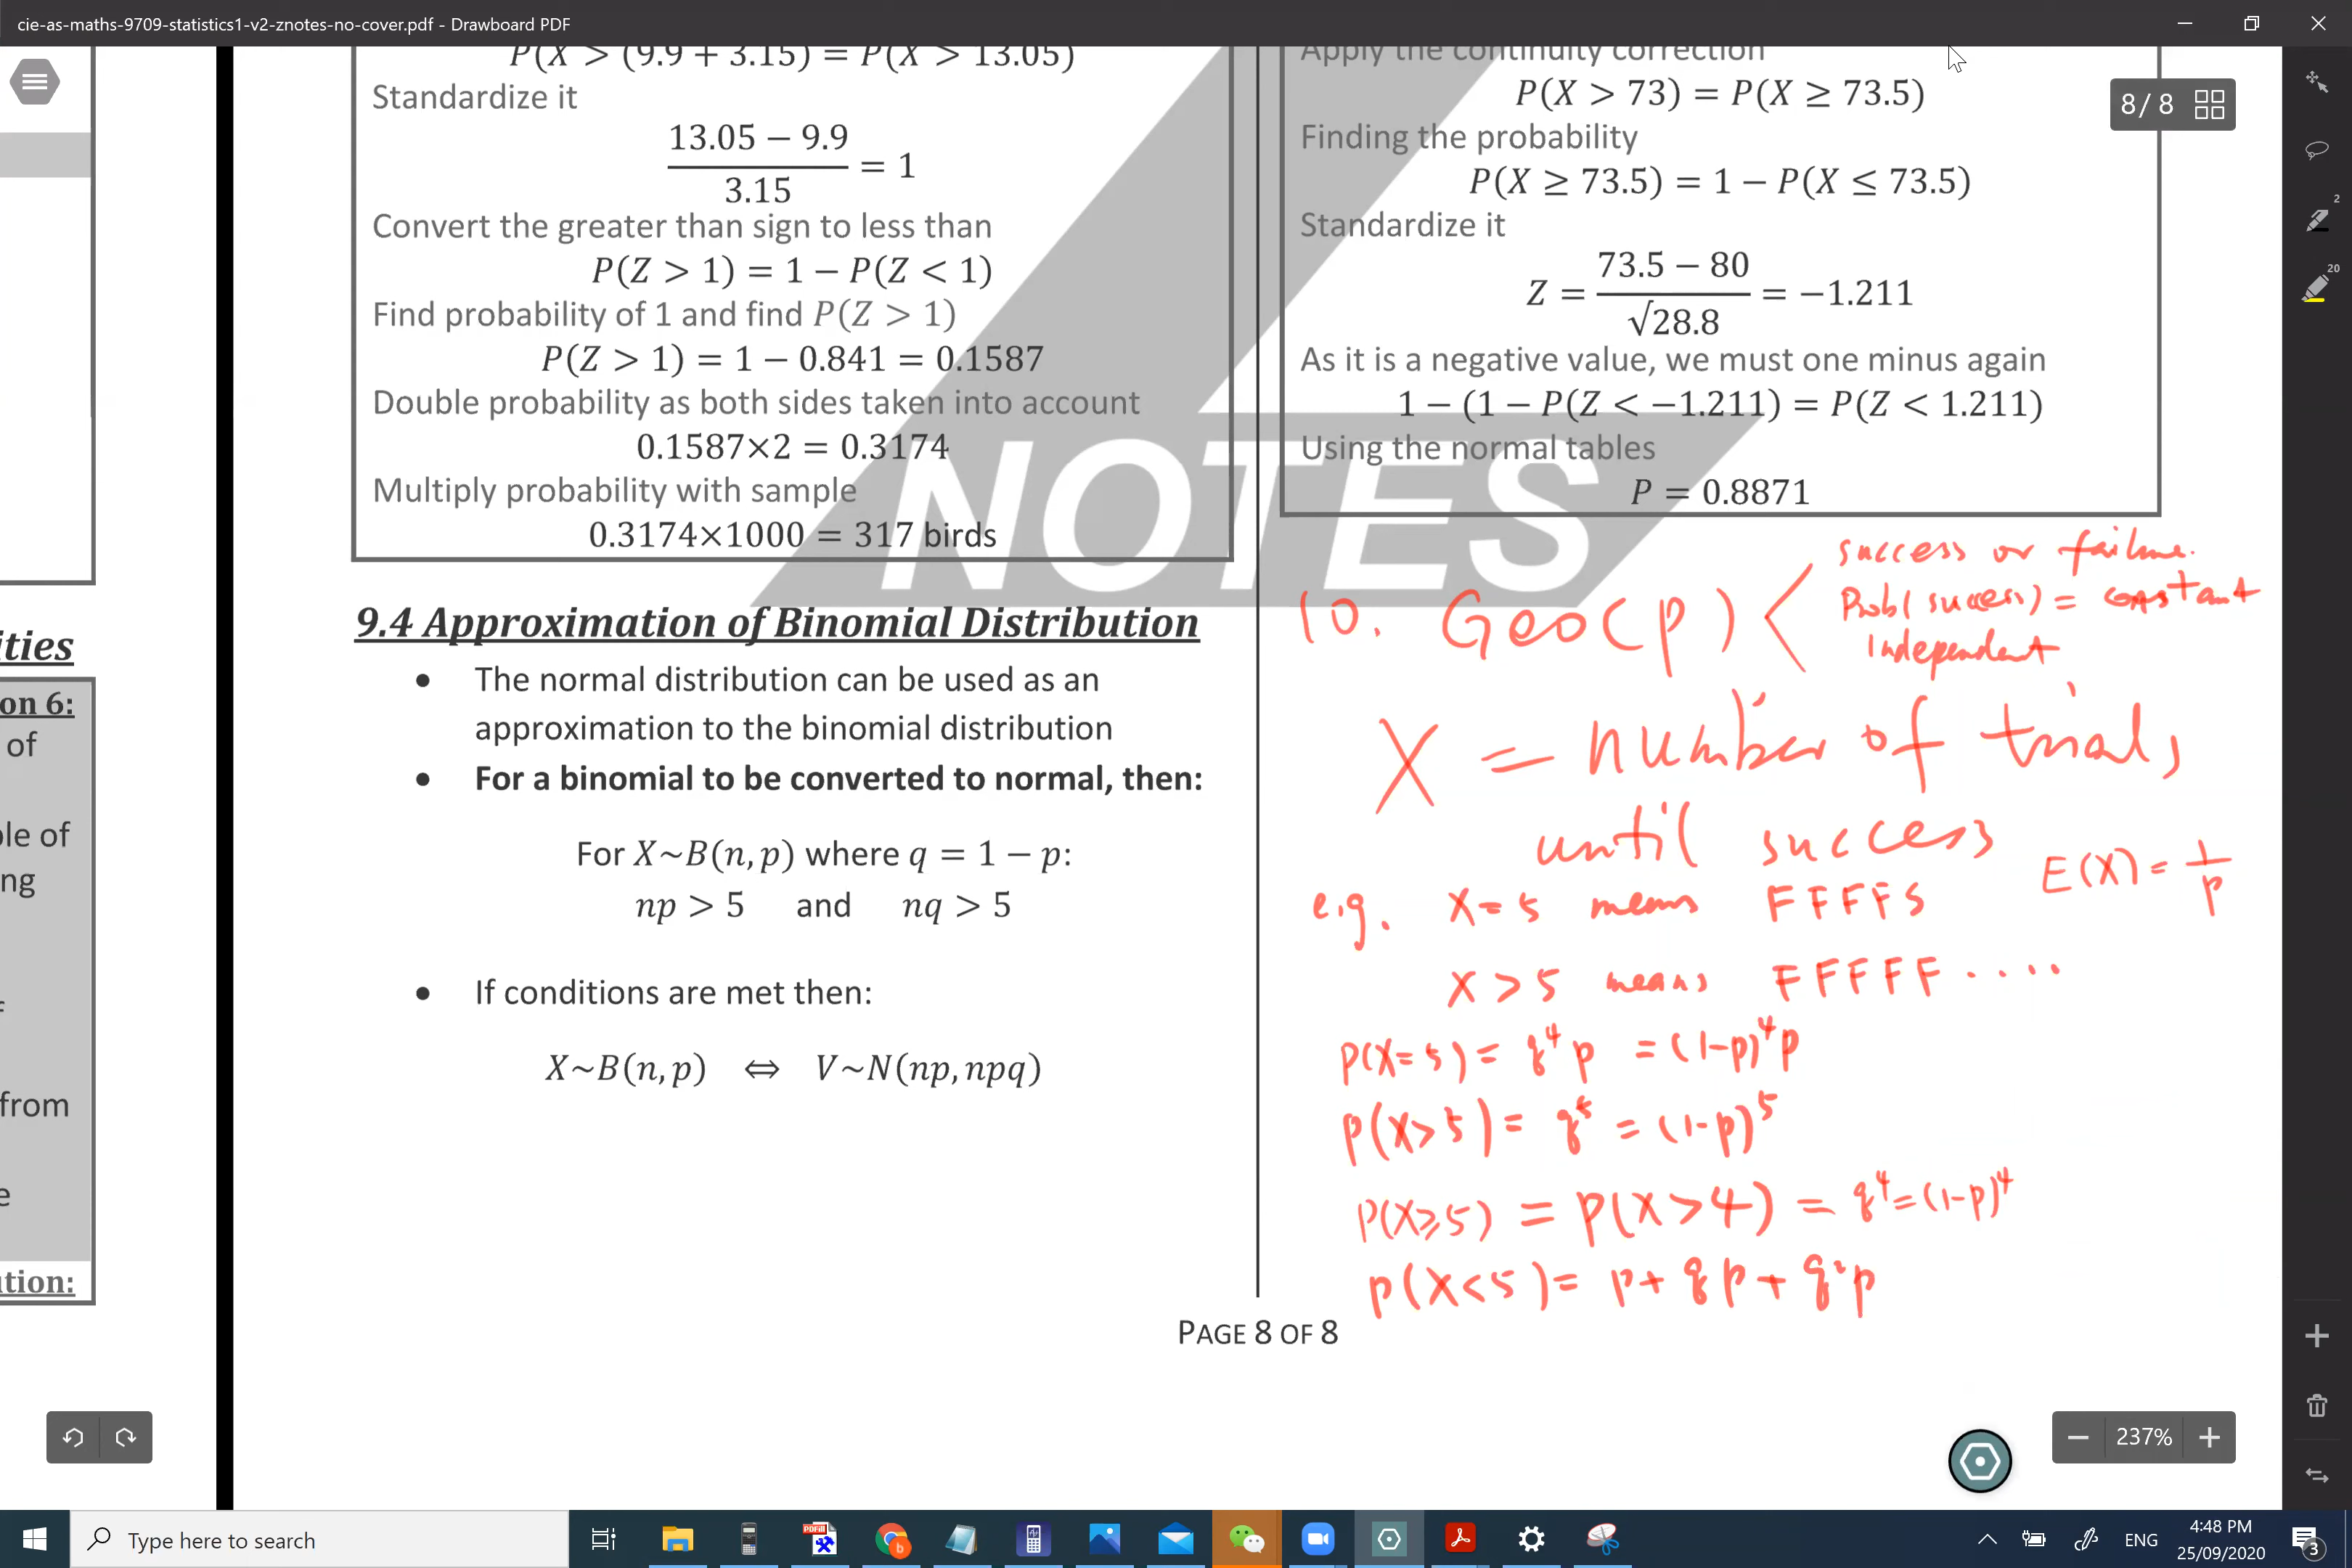 cie-as-maths-9709-statistics1-v2-znotes-no-cover.pdf - Drawboard PDF
8/ 8
ities
on 6:
of
ole of
ng
from
e
ution:
P(X > (9.9 + 3.15) = P(X > 13.05)
Standardize it
13.05 − 9.9
3.15
= 1
Convert the greater than sign to less than
P(Z > 1) = 1 − P(Z < 1)
Find probability of 1 and find P(Z > 1)
P(Z > 1) = 1 − 0.841 = 0.1587
Double probability as both sides taken into account
0.1587×2 = 0.3174
Multiply probability with sample
0.3174×1000 = 317 birds
9.4 Approximation of Binomial Distribution
• The normal distribution can be used as an
approximation to the binomial distribution
• For a binomial to be converted to normal, then:
For X~B(n, p) where q = 1 − p:
np > 5 and nq > 5
• If conditions are met then:
X~B(n, p) ⇔ V~N(np, npq)
Apply the continuity correction
P(X > 73) = P(X ≥ 73.5)
Finding the probability
P(X ≥ 73.5) = 1 − P(X ≤ 73.5)
Standardize it
Z =
73.5 − 80
√28.8
= −1.211
As it is a negative value, we must one minus again
1 − (1 − P(Z < −1.211) = P(Z < 1.211)
Using the normal tables
P = 0.8871
NOTES
success or failure.
10. Geo(p) < Prob(success) = constant
Independent
X = number of trials
until success
E(X) = 1/p
e.g. X = 5 means FFFFS
X > 5 means FFFFF.....
P(X=5) = q⁴p = (1-p)⁴p
P(X>5) = q⁵ = (1-p)⁵
P(X≥5) = P(X>4) = q⁴ = (1-p)⁴
P(X<5) = p + qp + q²p
PAGE 8 OF 8
2
20
237%
Type here to search
ENG
4:48 PM
25/09/2020
3